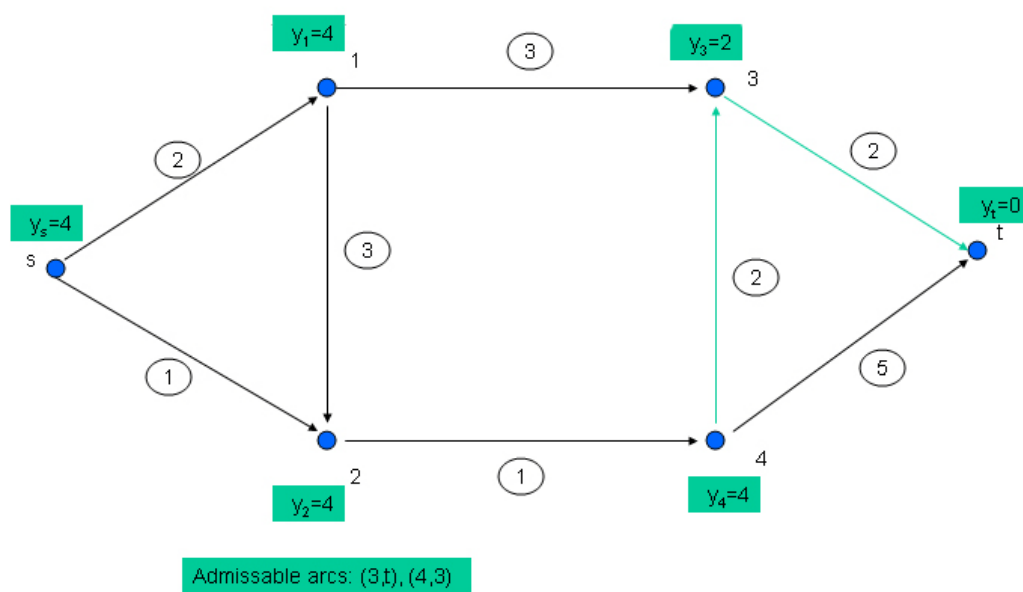 y1=4
1
3
y3=2
3
2
2
yt=0
t
ys=4
s
3
2
1
5
2
y2=4
1
4
y4=4
Admissable arcs: (3,t), (4,3)